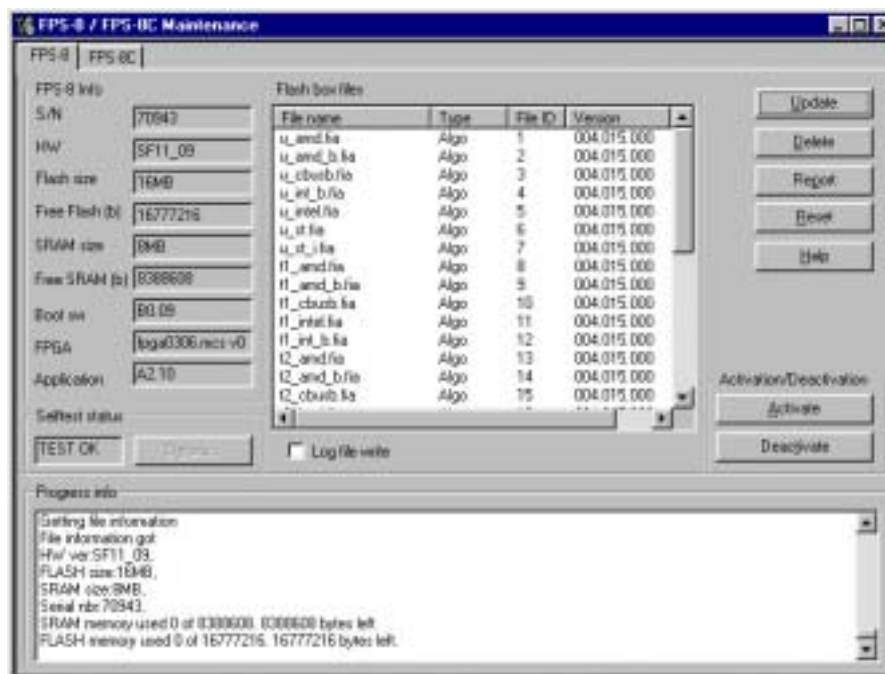 FPS-8 / FPS-8C Maintenance
FPS-8 FPS-8C
FPS-8 Info
S/N 70943
HW SF11_09
Flash size 16MB
Free Flash (b) 16777216
SRAM size 8MB
Free SRAM (b) 8388608
Boot sw B0.09
FPGA fpga0306.mcs v0
Application A2.10
Selftest status
TEST OK Details
Flash box files
File name Type File ID Version
u_amd.fia Algo 1 004.015.000
u_amd_b.fia Algo 2 004.015.000
u_cbusb.fia Algo 3 004.015.000
u_int_b.fia Algo 4 004.015.000
u_intel.fia Algo 5 004.015.000
u_st.fia Algo 6 004.015.000
u_st_i.fia Algo 7 004.015.000
t1_amd.fia Algo 8 004.015.000
t1_amd_b.fia Algo 9 004.015.000
t1_cbusb.fia Algo 10 004.015.000
t1_intel.fia Algo 11 004.015.000
t1_int_b.fia Algo 12 004.015.000
t2_amd.fia Algo 13 004.015.000
t2_amd_b.fia Algo 14 004.015.000
t2_cbusb.fia Algo 15 004.015.000
Log file write
Update
Delete
Report
Reset
Help
Activation/Deactivation
Activate
Deactivate
Progress info
Getting file information
File information got
HW ver:SF11_09,
FLASH size:16MB,
SRAM size:8MB,
Serial nbr:70943.
SRAM memory used 0 of 8388608. 8388608 bytes left
FLASH memory used 0 of 16777216. 16777216 bytes left.